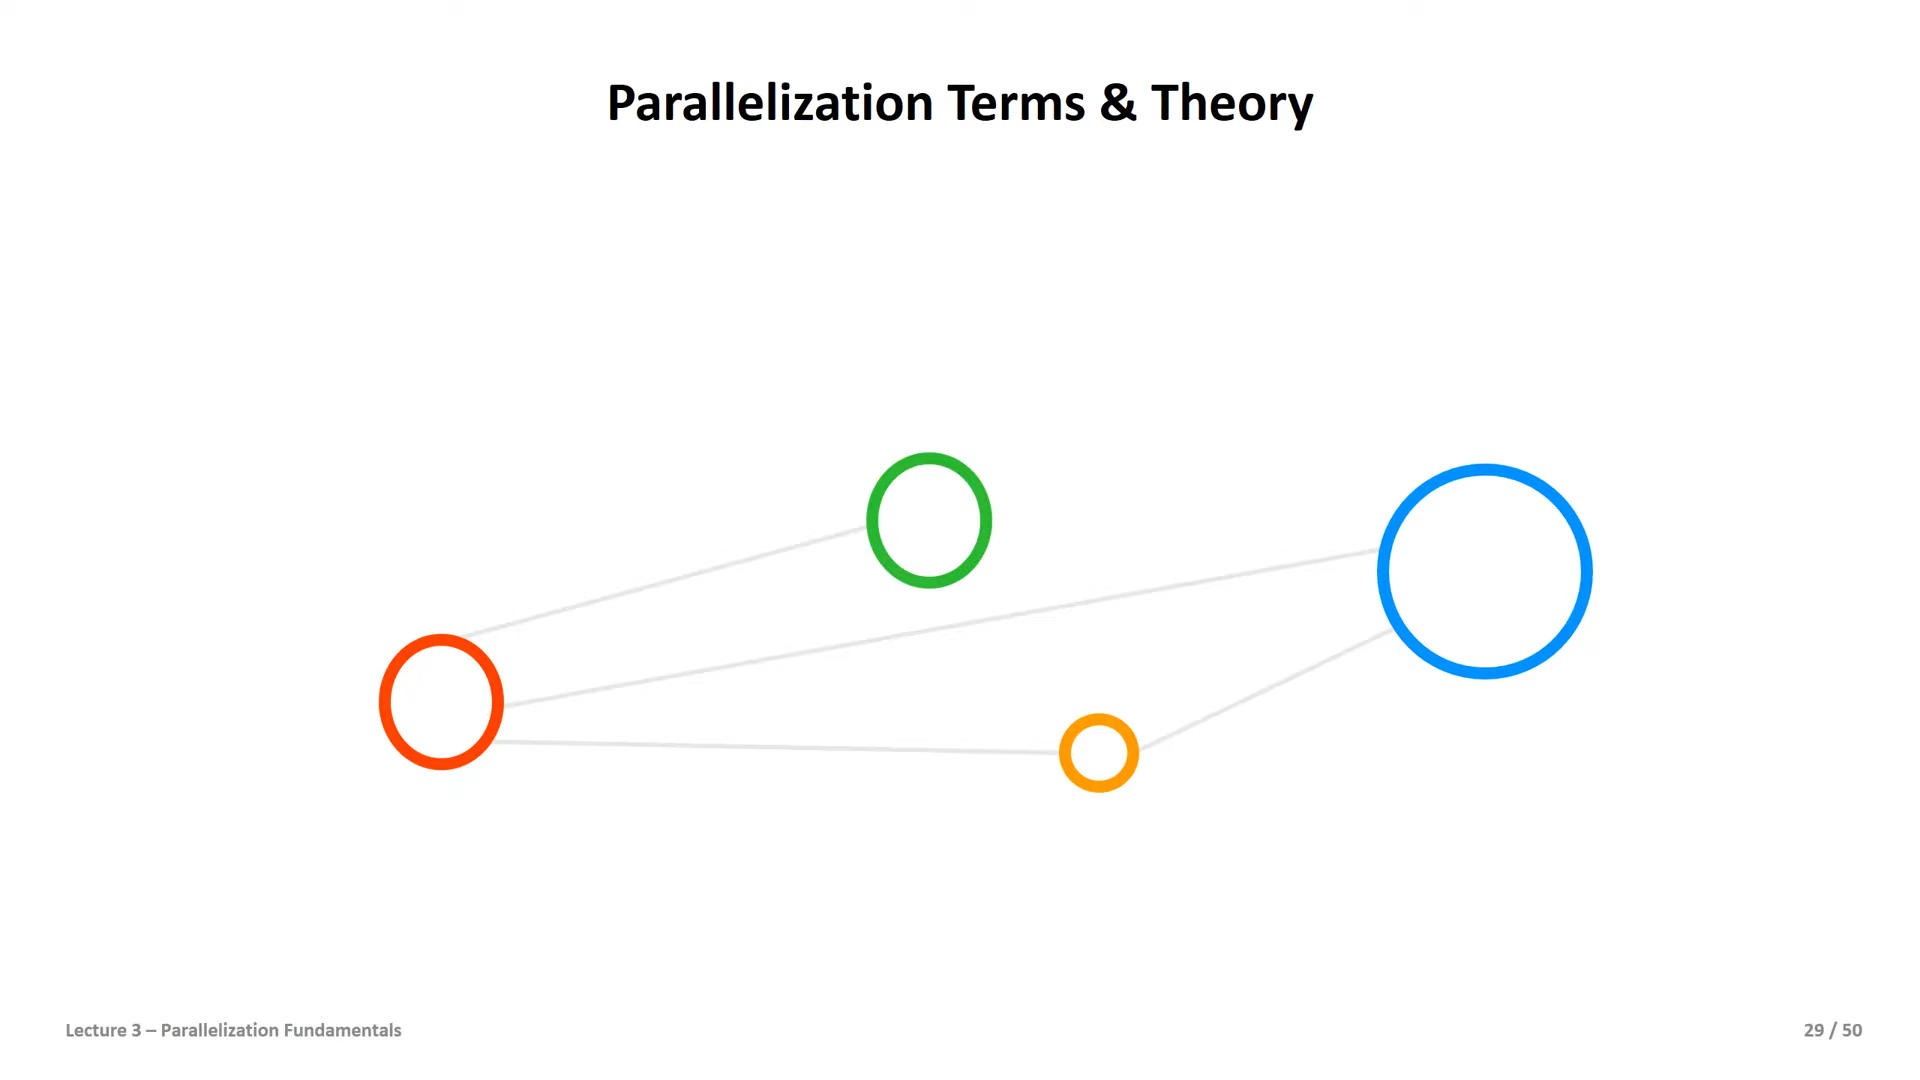 Parallelization Terms & Theory
Lecture 3 – Parallelization Fundamentals
29 / 50